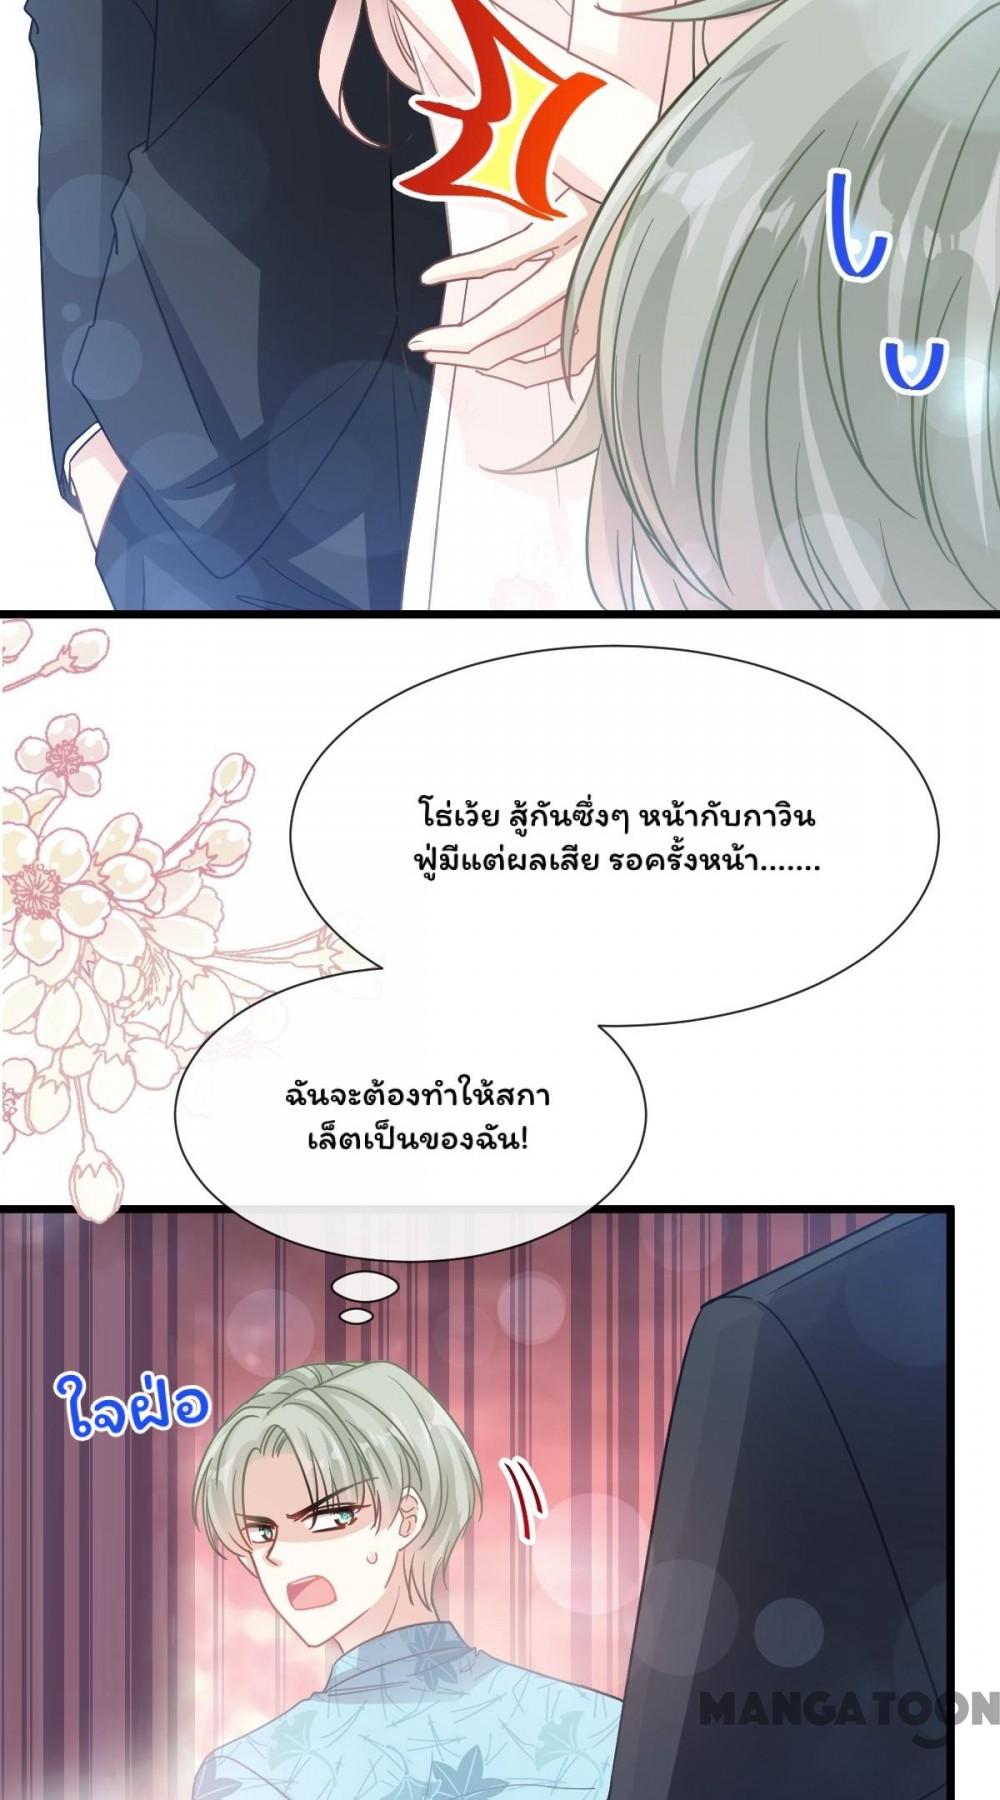 โธ่เว้ย สู้กันซึ่งๆ หน้ากับกาวิน
ฟู่มีแต่ผลเสีย รอครั้งหน้า.......
ฉันจะต้องทำให้สกา
เล็ตเป็นของฉัน!
ใจฝ่อ
MANGATOON